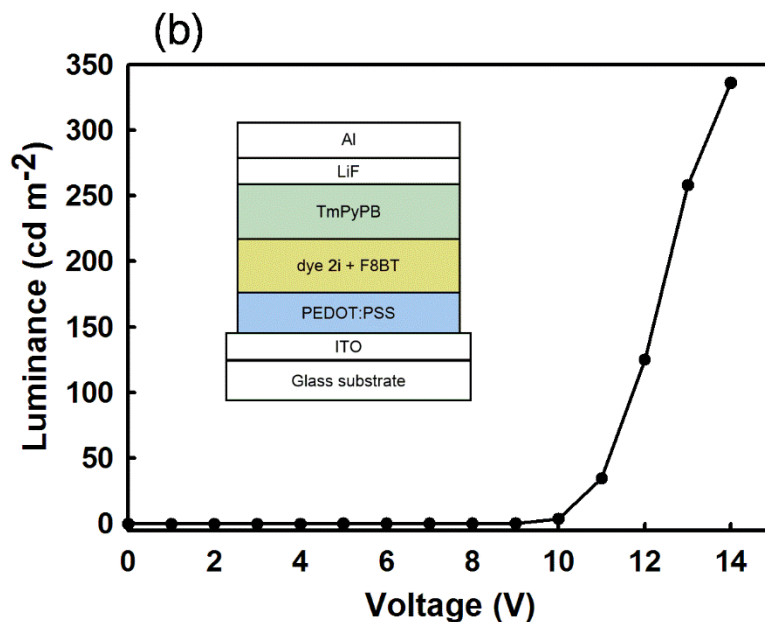 (b)
Luminance (cd m-2)
350
300
250
200
150
100
50
0
Al
LiF
TmPyPB
dye 2i + F8BT
PEDOT:PSS
ITO
Glass substrate
0 2 4 6 8 10 12 14
Voltage (V)